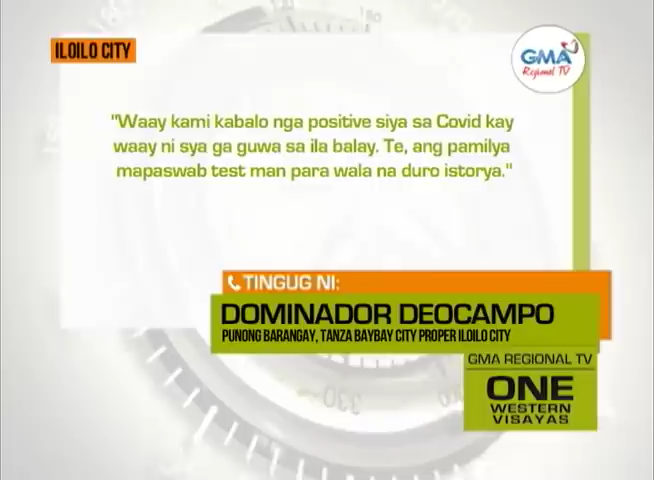 ILOILO CITY
GMA
Regional TV
"Waay kami kabalo nga positive siya sa Covid kay
waay ni sya ga guwa sa ila balay. Te, ang pamilya
mapaswab test man para wala na duro istorya."
TINGUG NI:
DOMINADOR DEOCAMPO
PUNONG BARANGAY, TANZA BAYBAY CITY PROPER ILOILO CITY
GMA REGIONAL TV
ONE
WESTERN
VISAYAS
330